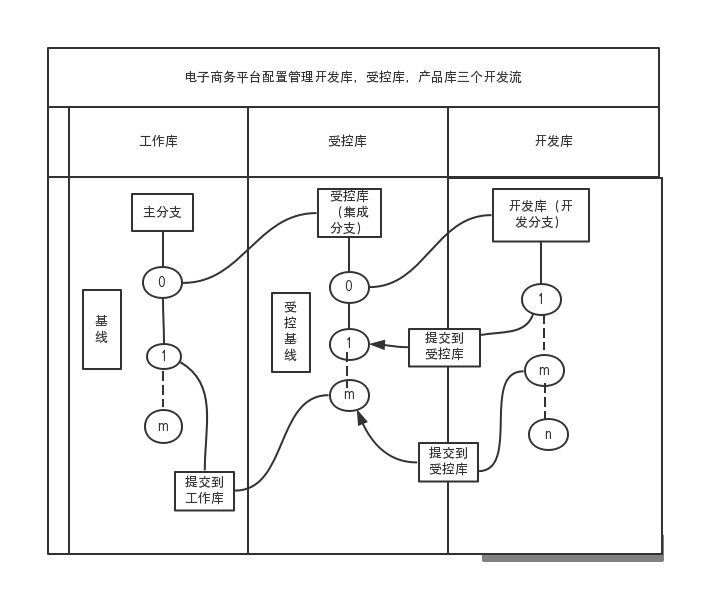 电子商务平台配置管理开发库，受控库，产品库三个开发流
工作库
受控库
开发库
主分支
受控库
（集成
分支）
开发库（开
发分支）
0
0
1
基
线
受
控
基
线
1
1
提交到
受控库
m
m
m
n
提交到
受控库
提交到
工作库